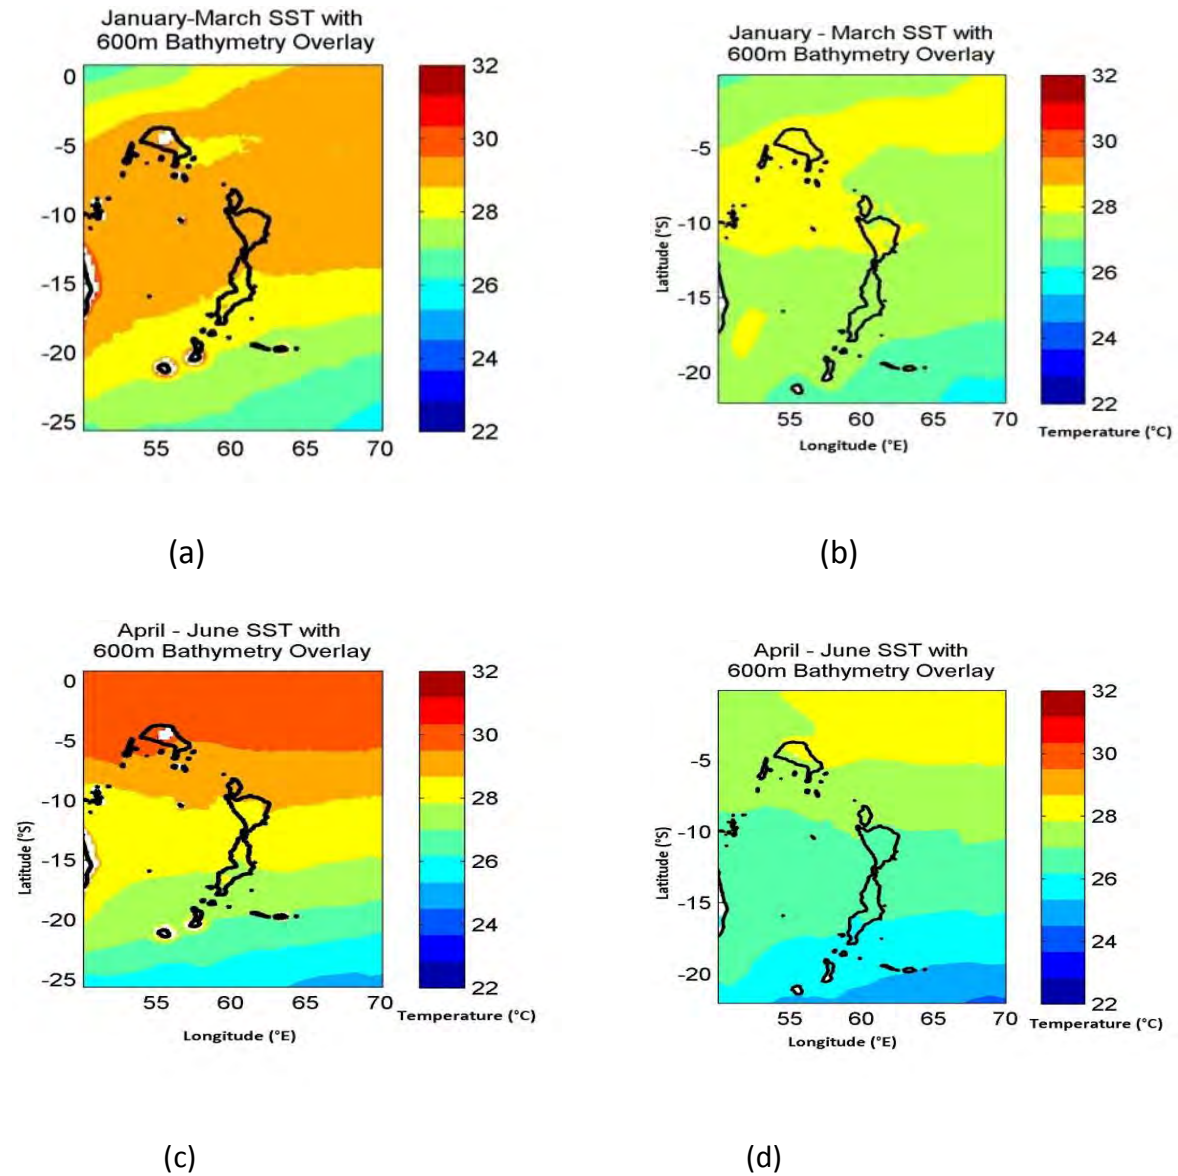 January-March SST with
600m Bathymetry Overlay
0
-5
-10
-15
-20
-25
55 60 65 70
32
30
28
26
24
22
(a)
January - March SST with
600m Bathymetry Overlay
-5
-10
-15
-20
Latitude (°S)
55 60 65 70
Longitude (°E)
32
30
28
26
24
22
Temperature (°C)
(b)
April - June SST with
600m Bathymetry Overlay
0
-5
-10
-15
-20
-25
Latitude (°S)
55 60 65 70
Longitude (°E)
32
30
28
26
24
22
Temperature (°C)
(c)
April - June SST with
600m Bathymetry Overlay
-5
-10
-15
-20
Latitude (°S)
55 60 65 70
Longitude (°E)
32
30
28
26
24
22
Temperature (°C)
(d)